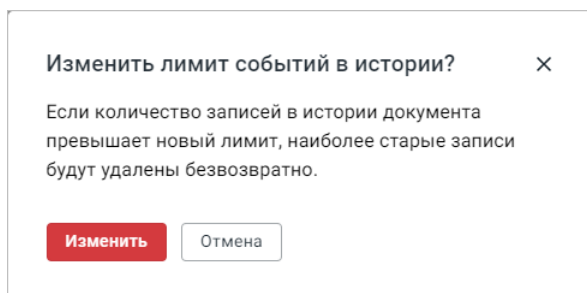 Изменить лимит событий в истории?
Если количество записей в истории документа
превышает новый лимит, наиболее старые записи
будут удалены безвозвратно.
Изменить Отмена